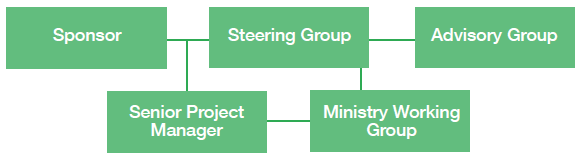 Sponsor
Steering Group
Advisory Group
Senior Project
Manager
Ministry Working
Group